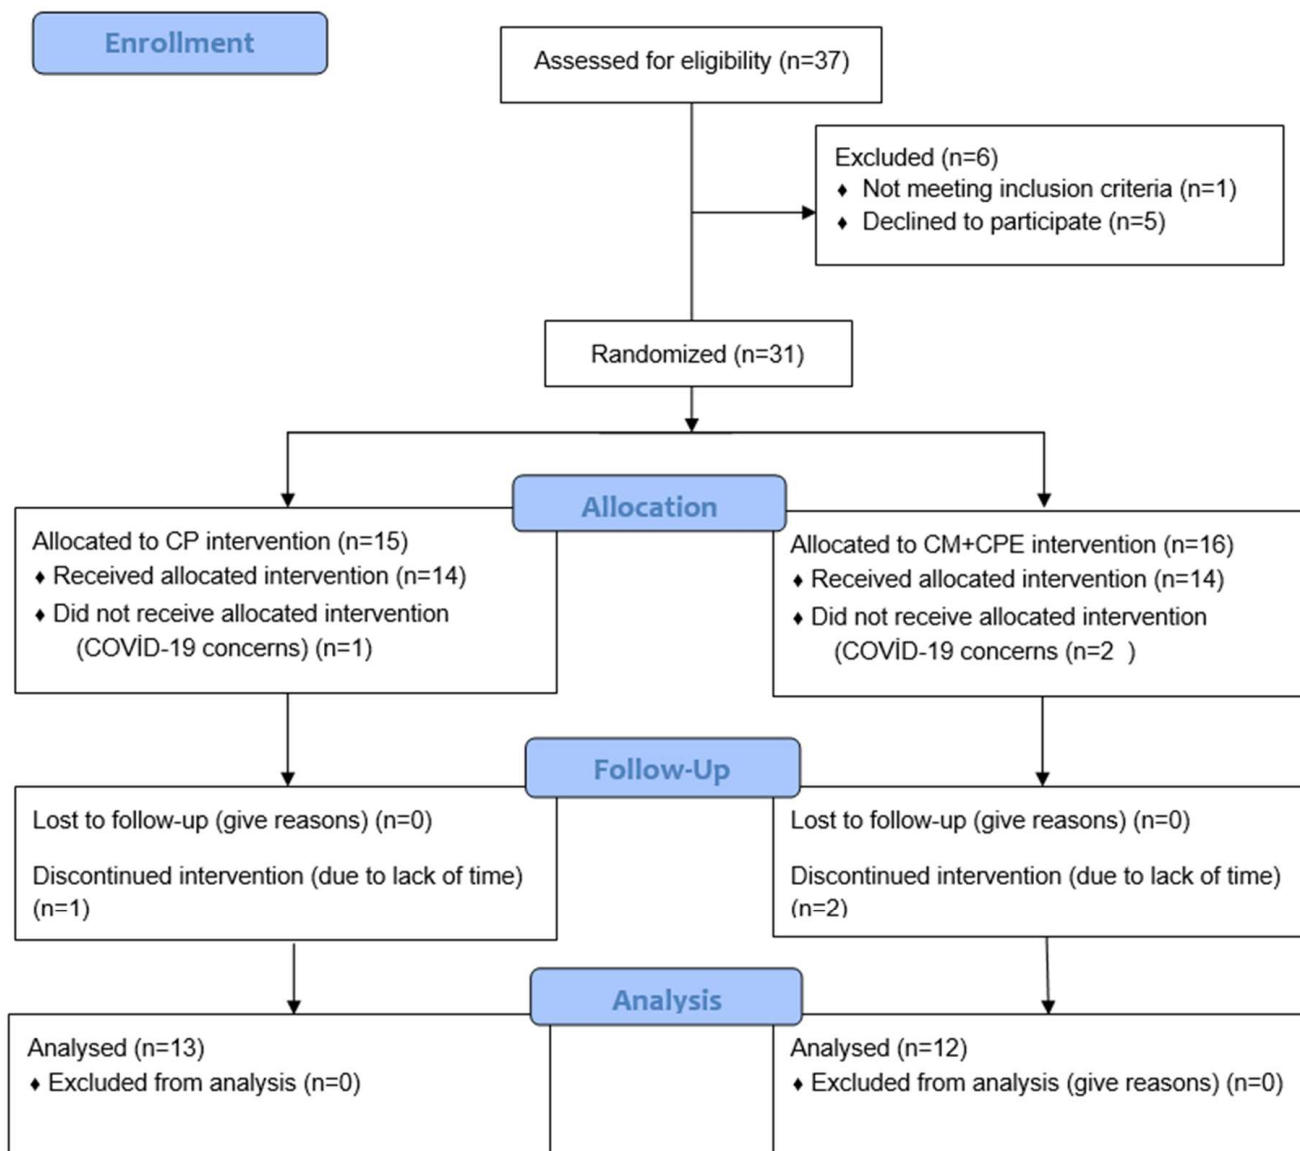 Enrollment
Assessed for eligibility (n=37)
Excluded (n=6)
♦ Not meeting inclusion criteria (n=1)
♦ Declined to participate (n=5)
Randomized (n=31)
Allocation
Allocated to CP intervention (n=15)
♦ Received allocated intervention (n=14)
♦ Did not receive allocated intervention
(COVİD-19 concerns) (n=1)
Allocated to CM+CPE intervention (n=16)
♦ Received allocated intervention (n=14)
♦ Did not receive allocated intervention
(COVİD-19 concerns (n=2 )
Follow-Up
Lost to follow-up (give reasons) (n=0)
Discontinued intervention (due to lack of time)
(n=1)
Lost to follow-up (give reasons) (n=0)
Discontinued intervention (due to lack of time)
(n=2)
Analysis
Analysed (n=13)
♦ Excluded from analysis (n=0)
Analysed (n=12)
♦ Excluded from analysis (give reasons) (n=0)